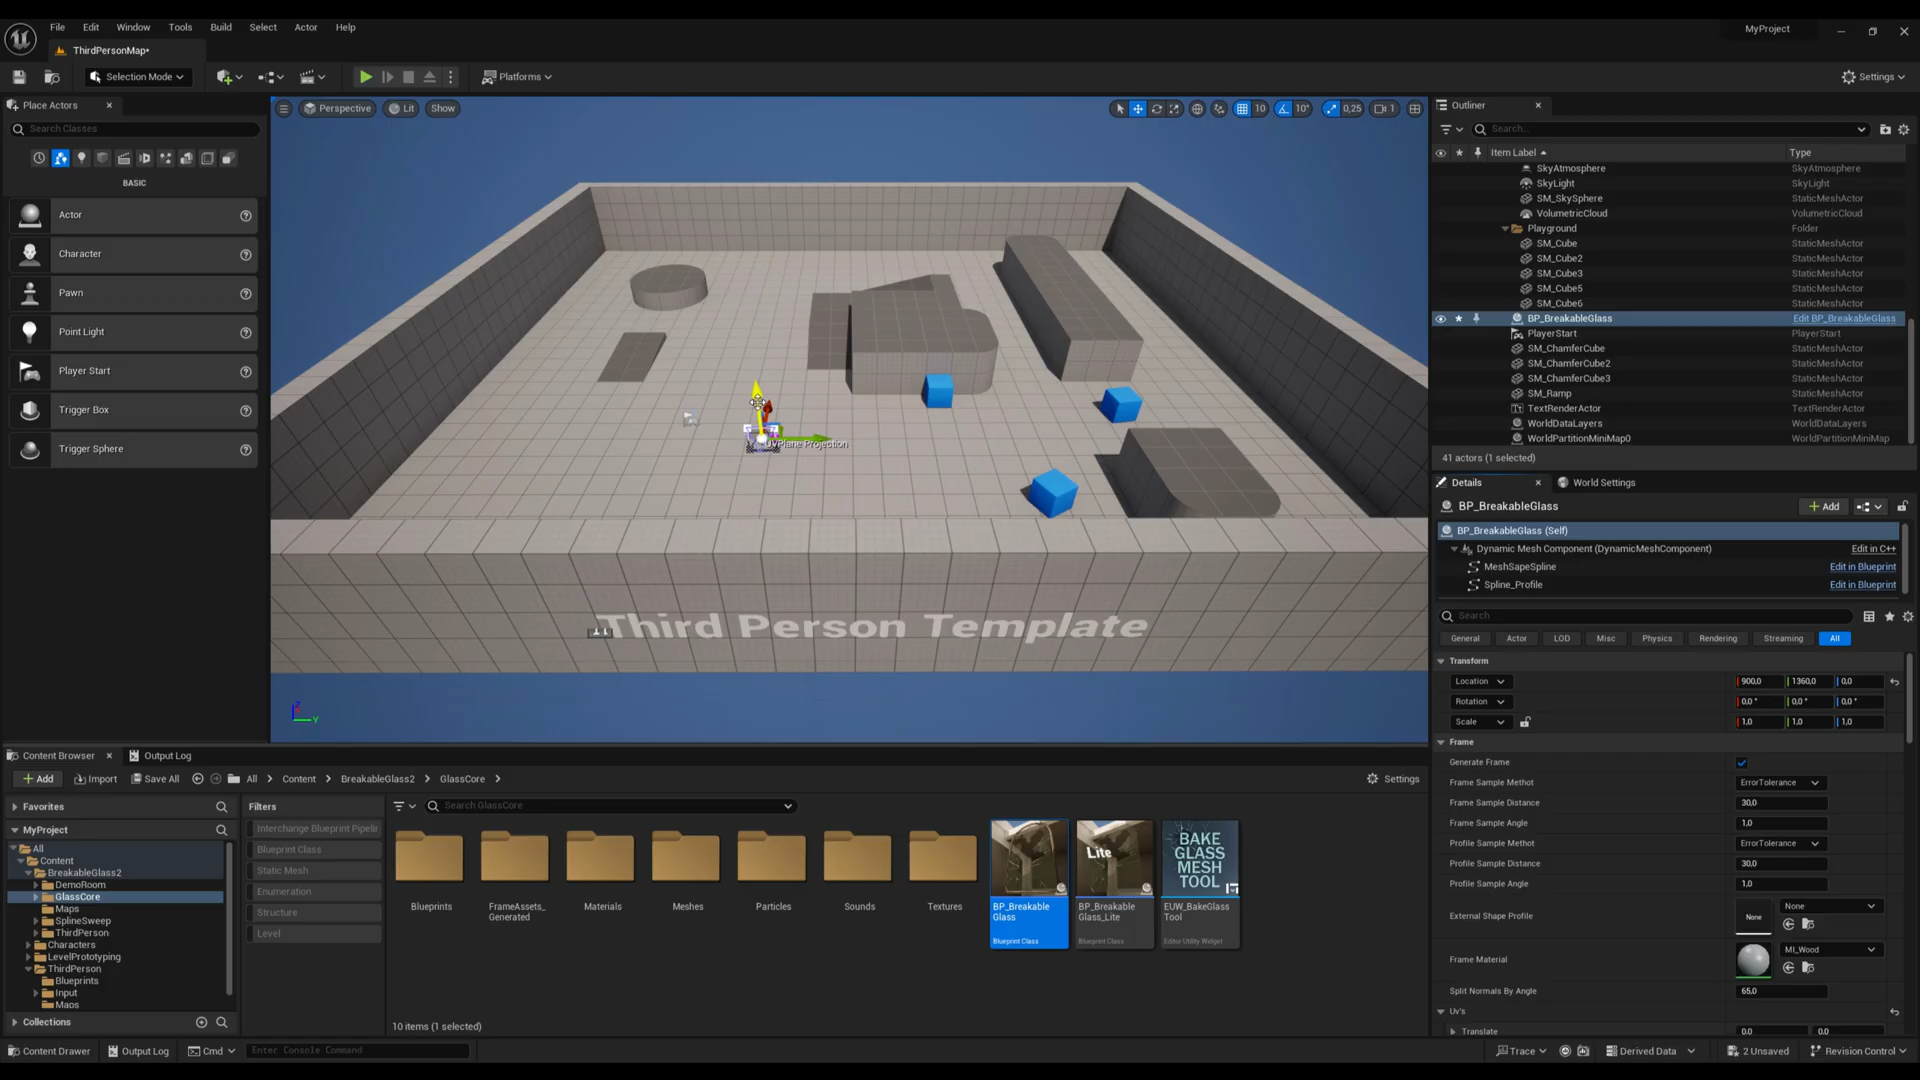 File Edit Window Tools Build Select Actor Help
MyProject
ThirdPersonMap*
Selection Mode
Platforms
Settings
Place Actors
Search Classes
BASIC
Actor
Character
Pawn
Point Light
Player Start
Trigger Box
Trigger Sphere
Perspective Lit Show
10 10° 0,25 1
UVPlane Projection
Third Person Template
Z
Y
Outliner
Search...
Item Label Type
SkyAtmosphere SkyAtmosphere
SkyLight SkyLight
SM_SkySphere StaticMeshActor
VolumetricCloud VolumetricCloud
Playground Folder
SM_Cube StaticMeshActor
SM_Cube2 StaticMeshActor
SM_Cube3 StaticMeshActor
SM_Cube5 StaticMeshActor
SM_Cube6 StaticMeshActor
BP_BreakableGlass Edit BP_BreakableGlass
PlayerStart PlayerStart
SM_ChamferCube StaticMeshActor
SM_ChamferCube2 StaticMeshActor
SM_ChamferCube3 StaticMeshActor
SM_Ramp StaticMeshActor
TextRenderActor TextRenderActor
WorldDataLayers WorldDataLayers
WorldPartitionMiniMap0 WorldPartitionMiniMap
41 actors (1 selected)
Details World Settings
BP_BreakableGlass Add
BP_BreakableGlass (Self)
Dynamic Mesh Component (DynamicMeshComponent) Edit in C++
MeshSapeSpline Edit in Blueprint
Spline_Profile Edit in Blueprint
Search
General Actor LOD Misc Physics Rendering Streaming All
Transform
Location 900,0 1360,0 0,0
Rotation 0,0 ° 0,0 ° 0,0 °
Scale 1,0 1,0 1,0
Frame
Generate Frame
Frame Sample Methot ErrorTolerance
Frame Sample Distance 30,0
Frame Sample Angle 1,0
Profile Sample Methot ErrorTolerance
Profile Sample Distance 30,0
Profile Sample Angle 1,0
External Shape Profile None None
Frame Material MI_Wood
Split Normals By Angle 65,0
Uv's
Translate 0,0 0,0
Content Browser Output Log
Add Import Save All All Content BreakableGlass2 GlassCore
Settings
Favorites
MyProject
All
Content
BreakableGlass2
DemoRoom
GlassCore
Maps
SplineSweep
ThirdPerson
Characters
LevelPrototyping
ThirdPerson
Blueprints
Input
Maps
Collections
Filters
Interchange Blueprint Pipelin
Blueprint Class
Static Mesh
Enumeration
Structure
Level
Search GlassCore
Blueprints
FrameAssets_
Generated
Materials
Meshes
Particles
Sounds
Textures
BP_Breakable
Glass
Blueprint Class
Lite
BP_Breakable
Glass_Lite
Blueprint Class
BAKE
GLASS
MESH
TOOL
EUW_BakeGlass
Tool
Editor Utility Widget
10 items (1 selected)
Content Drawer Output Log Cmd Enter Console Command
Trace Derived Data 2 Unsaved Revision Control